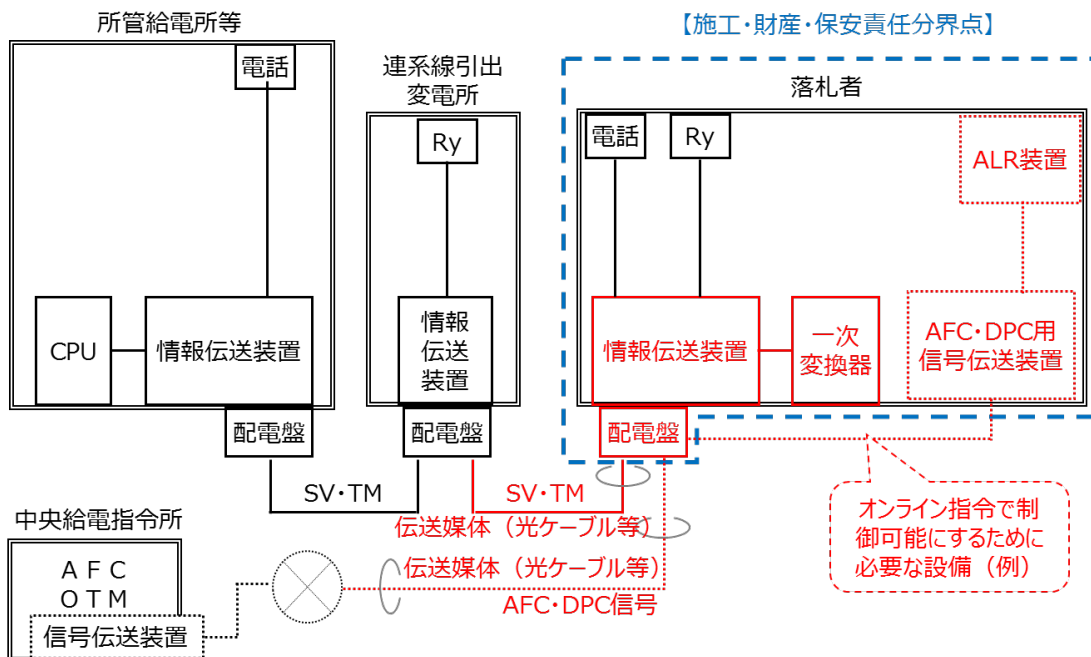 所管給電所等
電話
CPU
情報伝送装置
配電盤
連系線引出
変電所
Ry
情報
伝送
装置
配電盤
【施工・財産・保安責任分界点】
落札者
電話
Ry
ALR装置
情報伝送装置
一次
変換器
AFC・DPC用
信号伝送装置
配電盤
SV・TM
SV・TM
伝送媒体（光ケーブル等）
伝送媒体（光ケーブル等）
AFC・DPC信号
オンライン指令で制
御可能にするために
必要な設備（例）
中央給電指令所
ＡＦＣ
ＯＴＭ
信号伝送装置